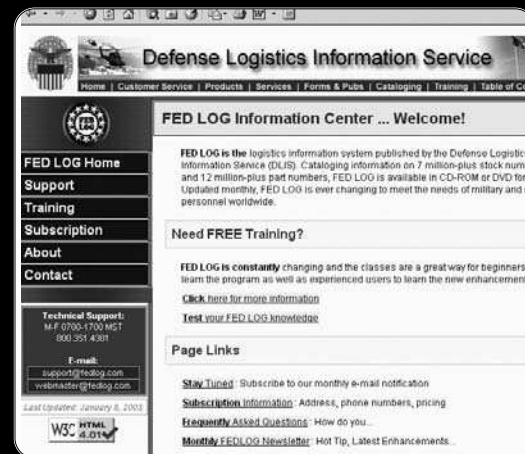 Defense Logistics Information Service
Home | Customer Service | Products | Services | Forms & Pubs | Cataloging | Training | Table of Co
FED LOG Information Center ... Welcome!
FED LOG Home
Support
Training
Subscription
About
Contact
Technical Support:
M-F 0700-1700 MST
800.351.4381
E-mail:
support@fedlog.com
webmaster@fedlog.com
Last Updated: January 8, 2003
W3C HTML 4.01
FED LOG is the logistics information system published by the Defense Logistics
Information Service (DLIS). Cataloging information on 7 million-plus stock num
and 12 million-plus part numbers, FED LOG is available in CD-ROM or DVD for
Updated monthly, FED LOG is ever changing to meet the needs of military and
personnel worldwide.
Need FREE Training?
FED LOG is constantly changing and the classes are a great way for beginners
learn the program as well as experienced users to learn the new enhancement
Click here for more information
Test your FED LOG knowledge
Page Links
Stay Tuned: Subscribe to our monthly e-mail notification
Subscription Information: Address, phone numbers, pricing
Frequently Asked Questions: How do you...
Monthly FEDLOG Newsletter: Hot Tip, Latest Enhancements...